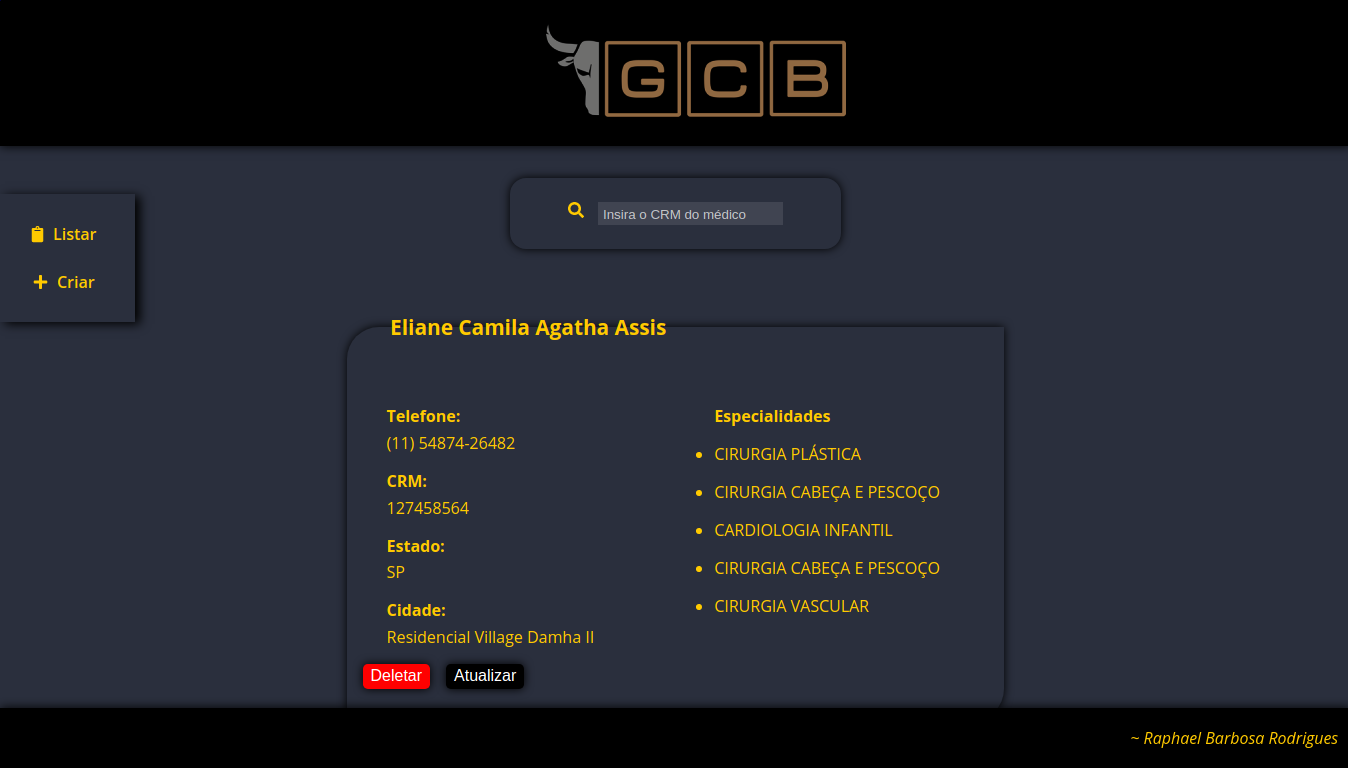 GCB
Insira o CRM do médico
Listar
Criar
Eliane Camila Agatha Assis
Telefone:
(11) 54874-26482
CRM:
127458564
Estado:
SP
Cidade:
Residencial Village Damha II
Especialidades
CIRURGIA PLÁSTICA
CIRURGIA CABEÇA E PESCOÇO
CARDIOLOGIA INFANTIL
CIRURGIA CABEÇA E PESCOÇO
CIRURGIA VASCULAR
Deletar Atualizar
~ Raphael Barbosa Rodrigues